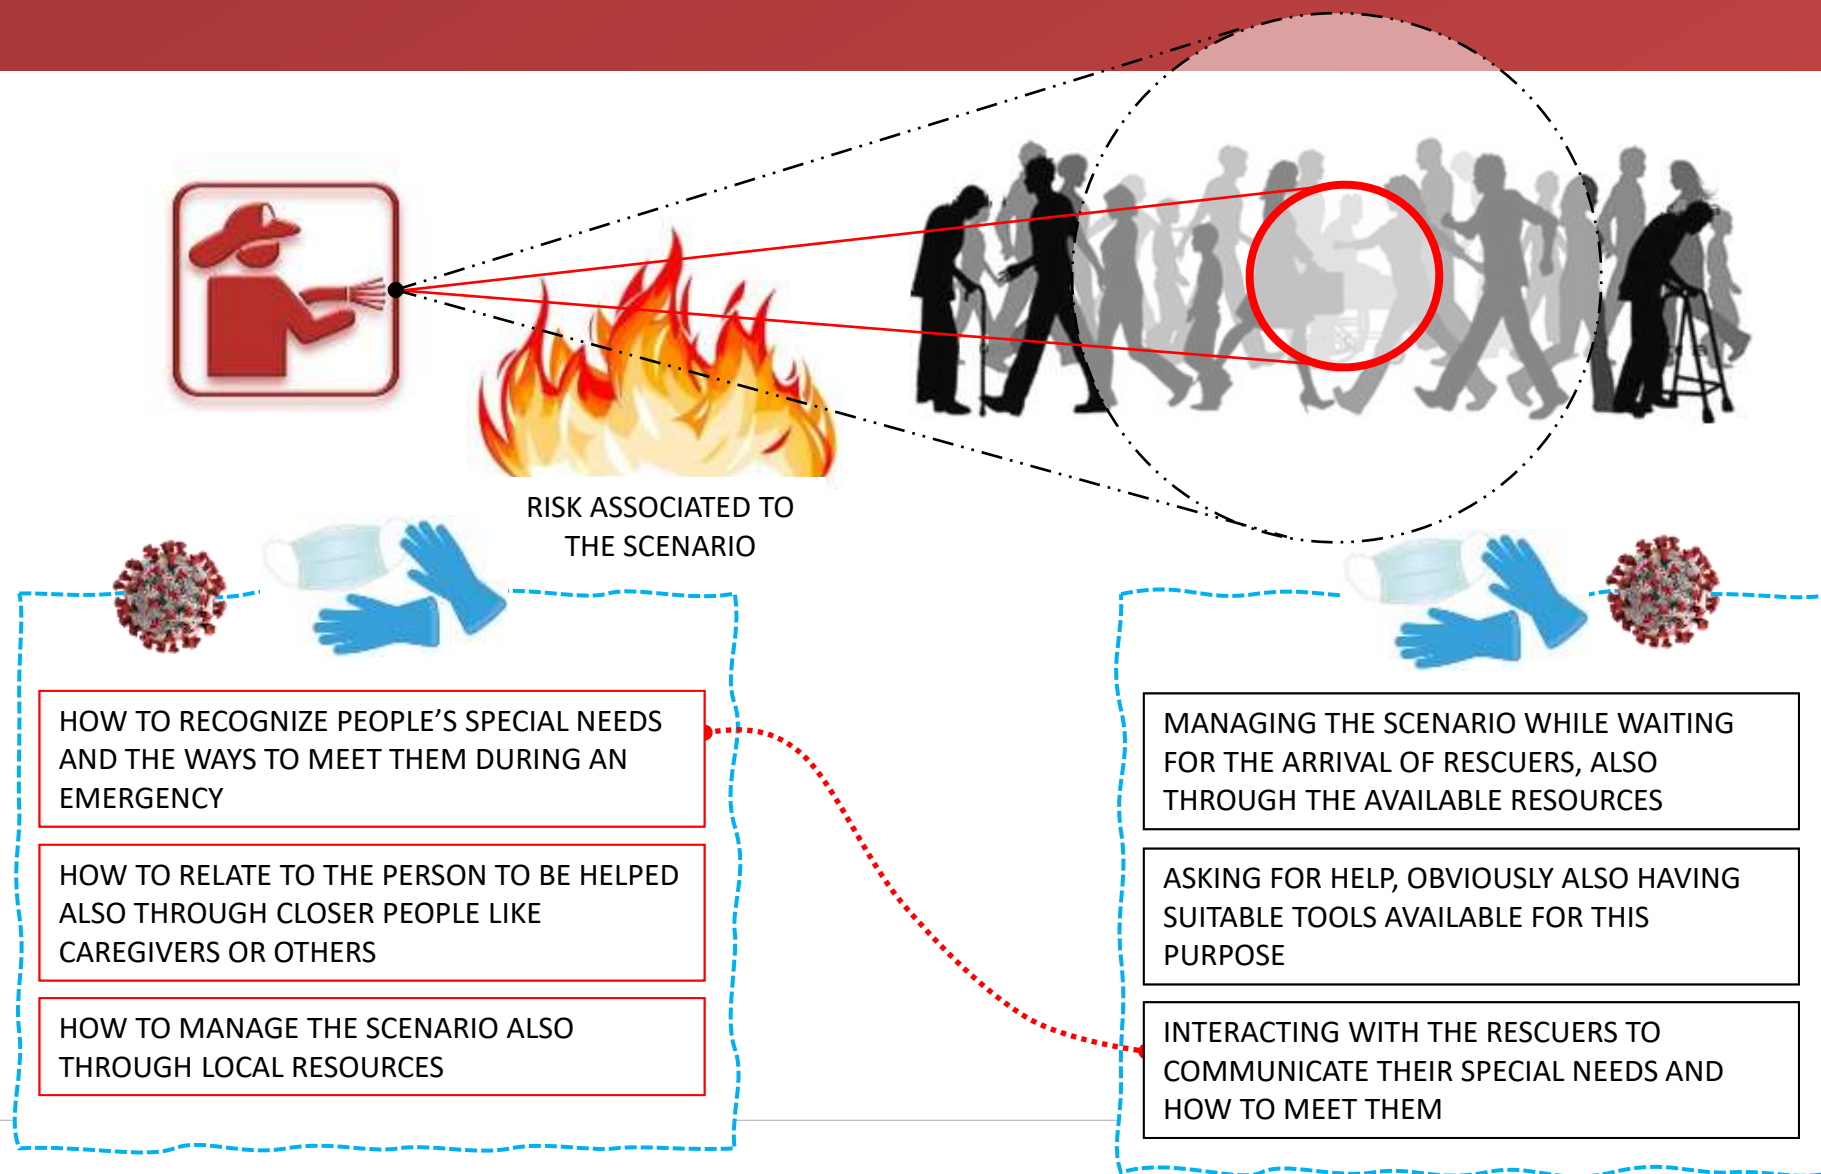 RISK ASSOCIATED TO
THE SCENARIO
HOW TO RECOGNIZE PEOPLE’S SPECIAL NEEDS
AND THE WAYS TO MEET THEM DURING AN
EMERGENCY
HOW TO RELATE TO THE PERSON TO BE HELPED
ALSO THROUGH CLOSER PEOPLE LIKE
CAREGIVERS OR OTHERS
HOW TO MANAGE THE SCENARIO ALSO
THROUGH LOCAL RESOURCES
MANAGING THE SCENARIO WHILE WAITING
FOR THE ARRIVAL OF RESCUERS, ALSO
THROUGH THE AVAILABLE RESOURCES
ASKING FOR HELP, OBVIOUSLY ALSO HAVING
SUITABLE TOOLS AVAILABLE FOR THIS
PURPOSE
INTERACTING WITH THE RESCUERS TO
COMMUNICATE THEIR SPECIAL NEEDS AND
HOW TO MEET THEM